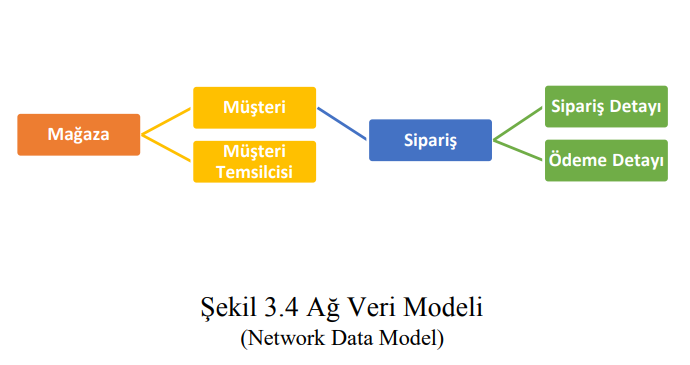 Mağaza
Müşteri
Müşteri
Temsilcisi
Sipariş
Sipariş Detayı
Ödeme Detayı
Şekil 3.4 Ağ Veri Modeli
(Network Data Model)